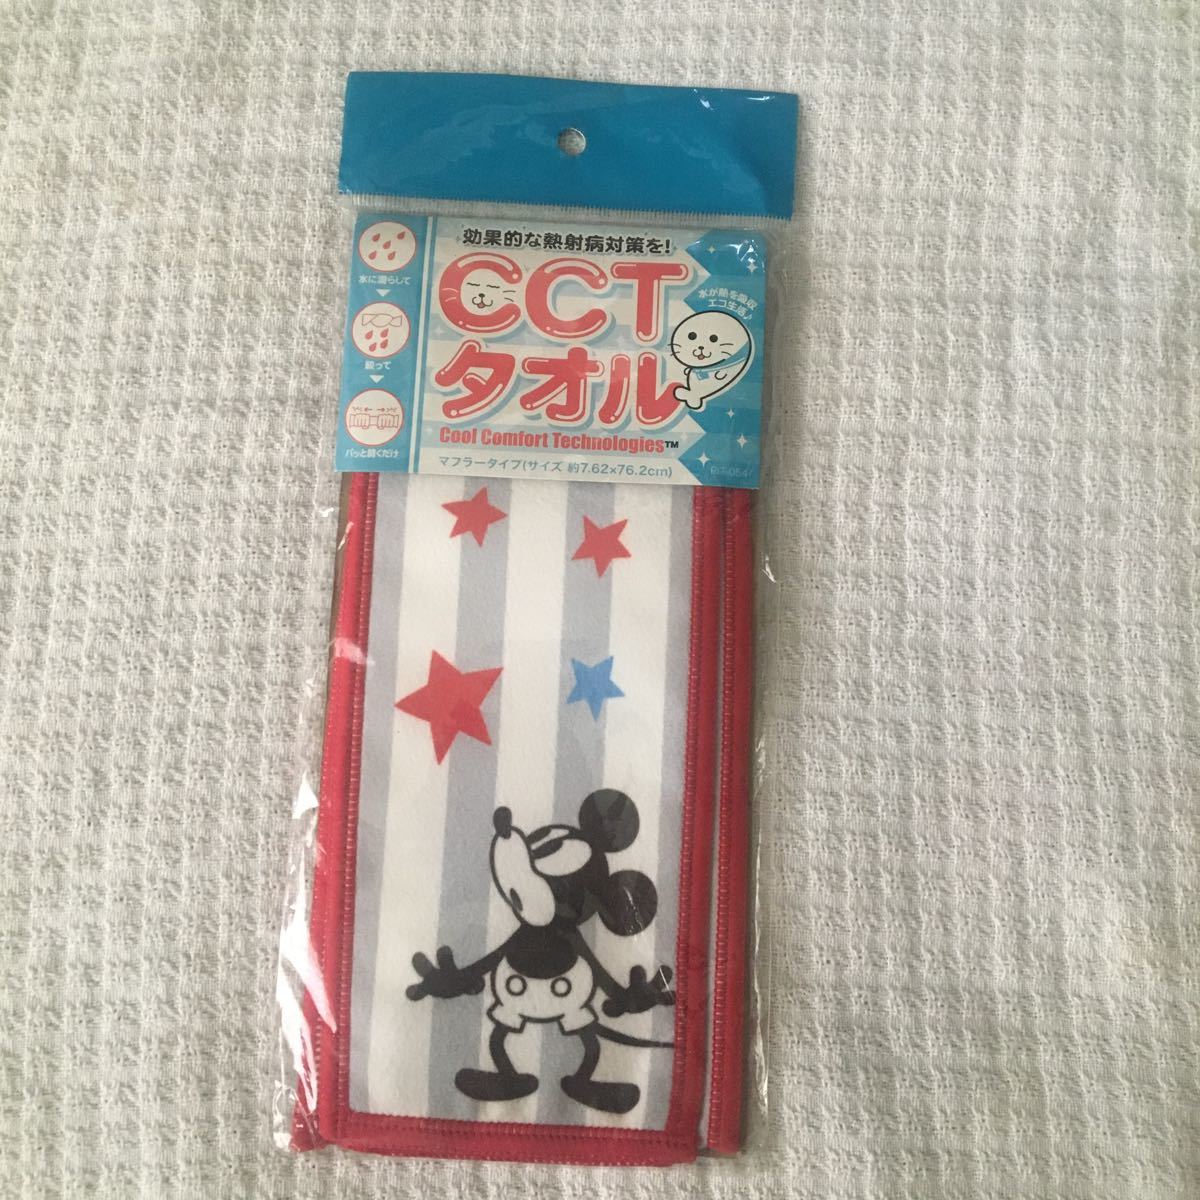 効果的な熱射病対策を!
CCT
タオル
Cool Comfort Technologies™
マフラータイプ(サイズ 約7.62×76.2cm)
水に濡らして
絞って
パッと開くだけ
水が熱を吸収
エコ生活♪